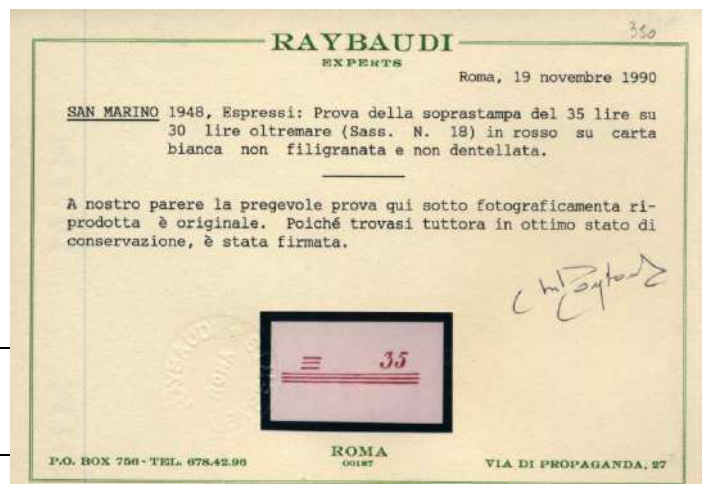 350
RAYBAUDI
EXPERTS
Roma, 19 novembre 1990
SAN MARINO 1948, Espressi: Prova della soprastampa del 35 lire su
30 lire oltremare (Sass. N. 18) in rosso su carta
bianca non filigranata e non dentellata.
A nostro parere la pregevole prova qui sotto fotograficamenta ri-
prodotta è originale. Poiché trovasi tuttora in ottimo stato di
conservazione, è stata firmata.
35
RAYBAUDI
ROMA
P.O. BOX 756 - TEL. 678.42.96
ROMA
00187
VIA DI PROPAGANDA, 27